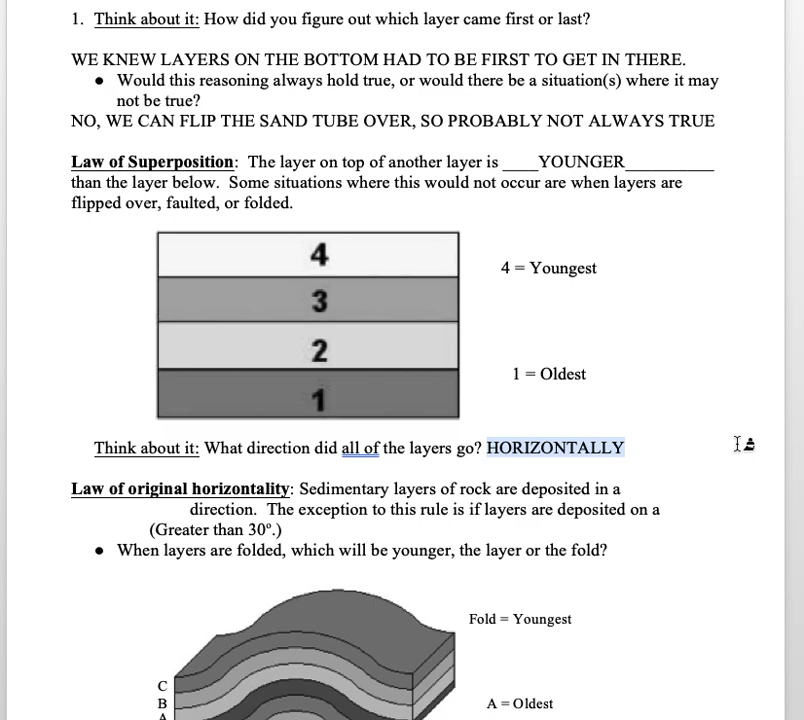 1. Think about it: How did you figure out which layer came first or last?
WE KNEW LAYERS ON THE BOTTOM HAD TO BE FIRST TO GET IN THERE.
• Would this reasoning always hold true, or would there be a situation(s) where it may
not be true?
NO, WE CAN FLIP THE SAND TUBE OVER, SO PROBABLY NOT ALWAYS TRUE
Law of Superposition: The layer on top of another layer is ____YOUNGER__________
than the layer below. Some situations where this would not occur are when layers are
flipped over, faulted, or folded.
4
4 = Youngest
3
2
1 = Oldest
1
Think about it: What direction did all of the layers go? HORIZONTALLY
Law of original horizontality: Sedimentary layers of rock are deposited in a
direction. The exception to this rule is if layers are deposited on a
(Greater than 30º.)
• When layers are folded, which will be younger, the layer or the fold?
Fold = Youngest
C
B
A = Oldest
A